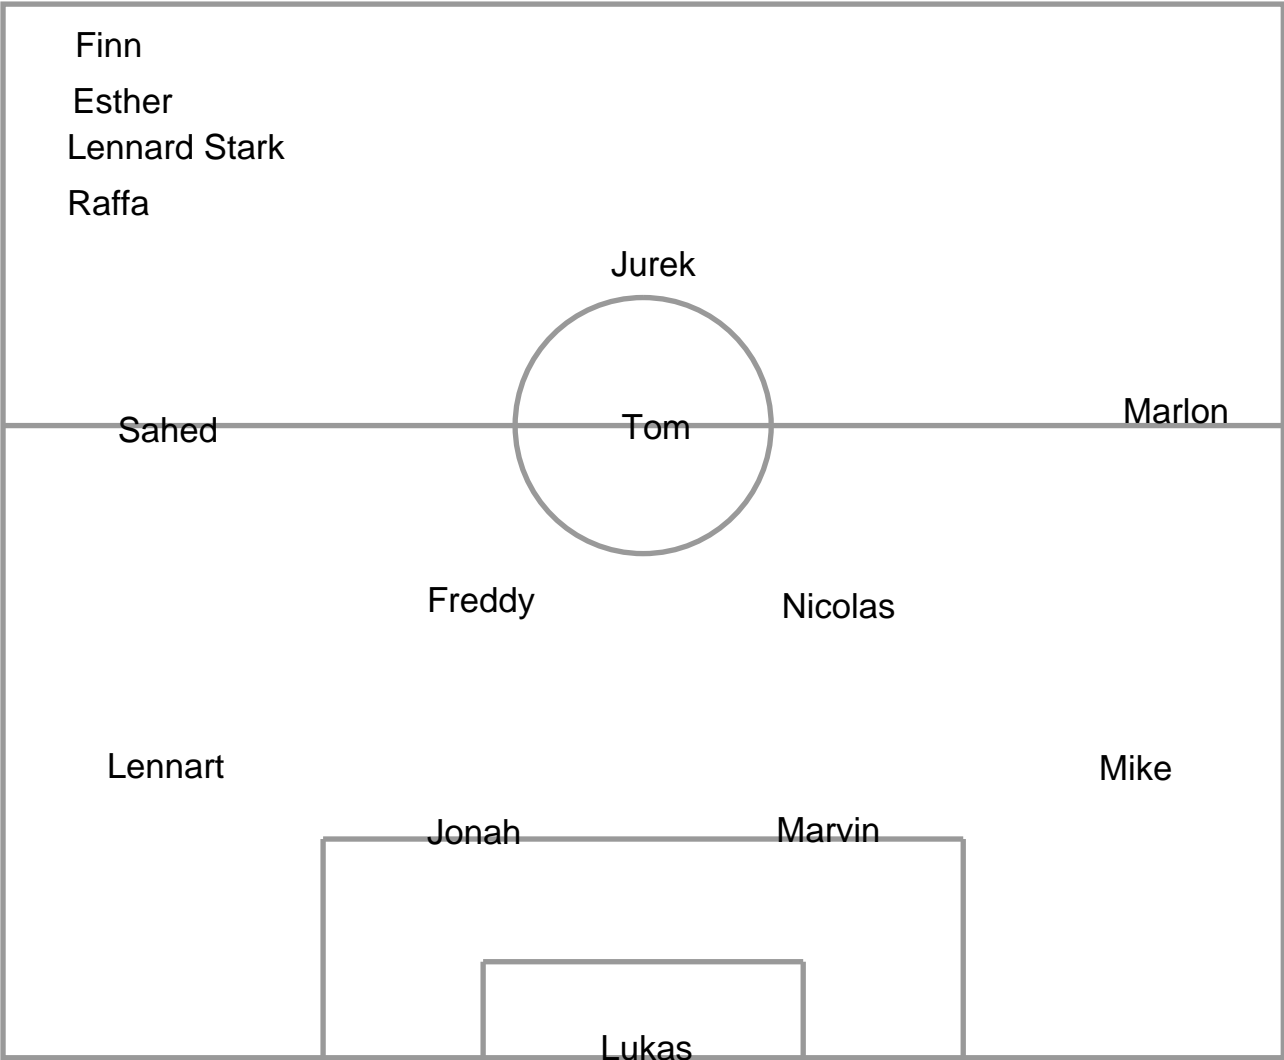 Finn
Esther
Lennard Stark
Raffa
Jurek
Sahed Tom Marlon
Freddy Nicolas
Lennart Mike
Jonah Marvin
Lukas